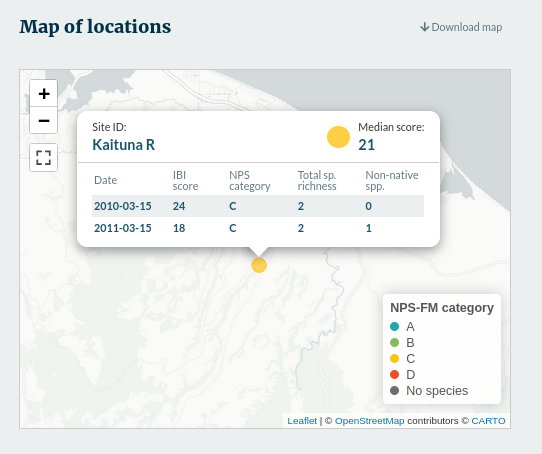 Map of locations
Download map
+
−
Site ID:
Kaituna R
Median score:
21
Date IBI score NPS category Total sp. richness Non-native spp.
2010-03-15 24 C 2 0
2011-03-15 18 C 2 1
NPS-FM category
A
B
C
D
No species
Leaflet | © OpenStreetMap contributors © CARTO